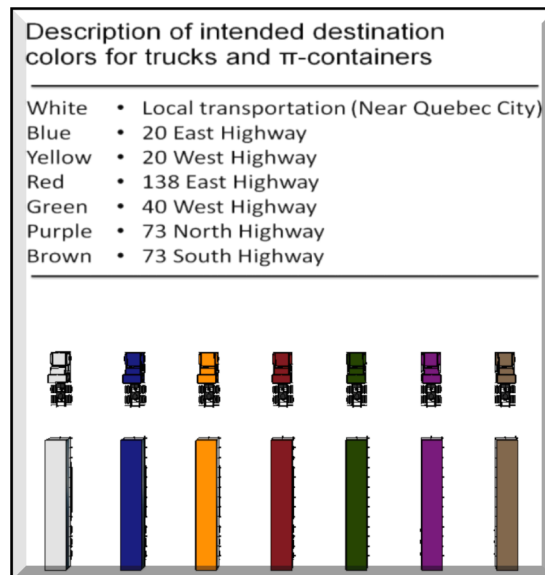 Description of intended destination
colors for trucks and π-containers
White • Local transportation (Near Quebec City)
Blue • 20 East Highway
Yellow • 20 West Highway
Red • 138 East Highway
Green • 40 West Highway
Purple • 73 North Highway
Brown • 73 South Highway